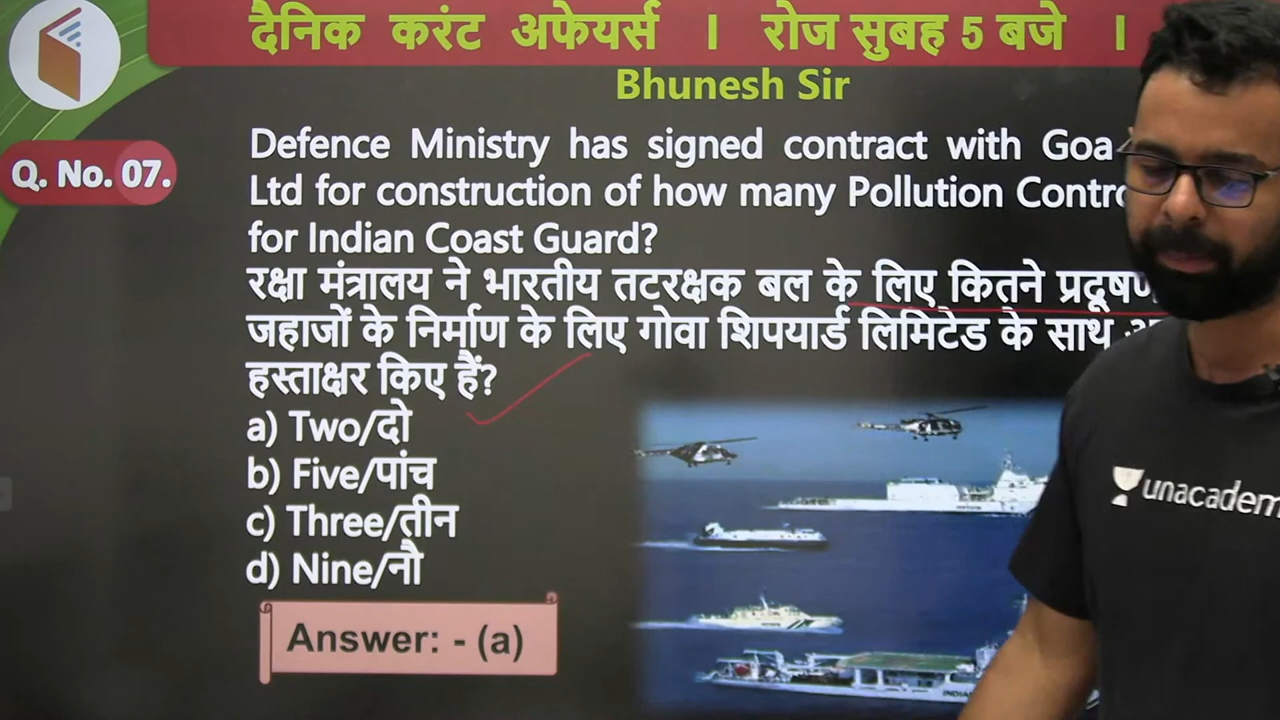 दैनिक करंट अफेयर्स । रोज सुबह 5 बजे ।
Bhunesh Sir
Q. No. 07.
Defence Ministry has signed contract with Goa
Ltd for construction of how many Pollution
for Indian Coast Guard?
रक्षा मंत्रालय ने भारतीय तटरक्षक बल के लिए कितने प्रदूषण
जहाजों के निर्माण के लिए गोवा शिपयार्ड लिमिटेड के साथ
हस्ताक्षर किए हैं?
a) Two/दो
b) Five/पांच
c) Three/तीन
d) Nine/नौ
Answer: - (a)
unacadem